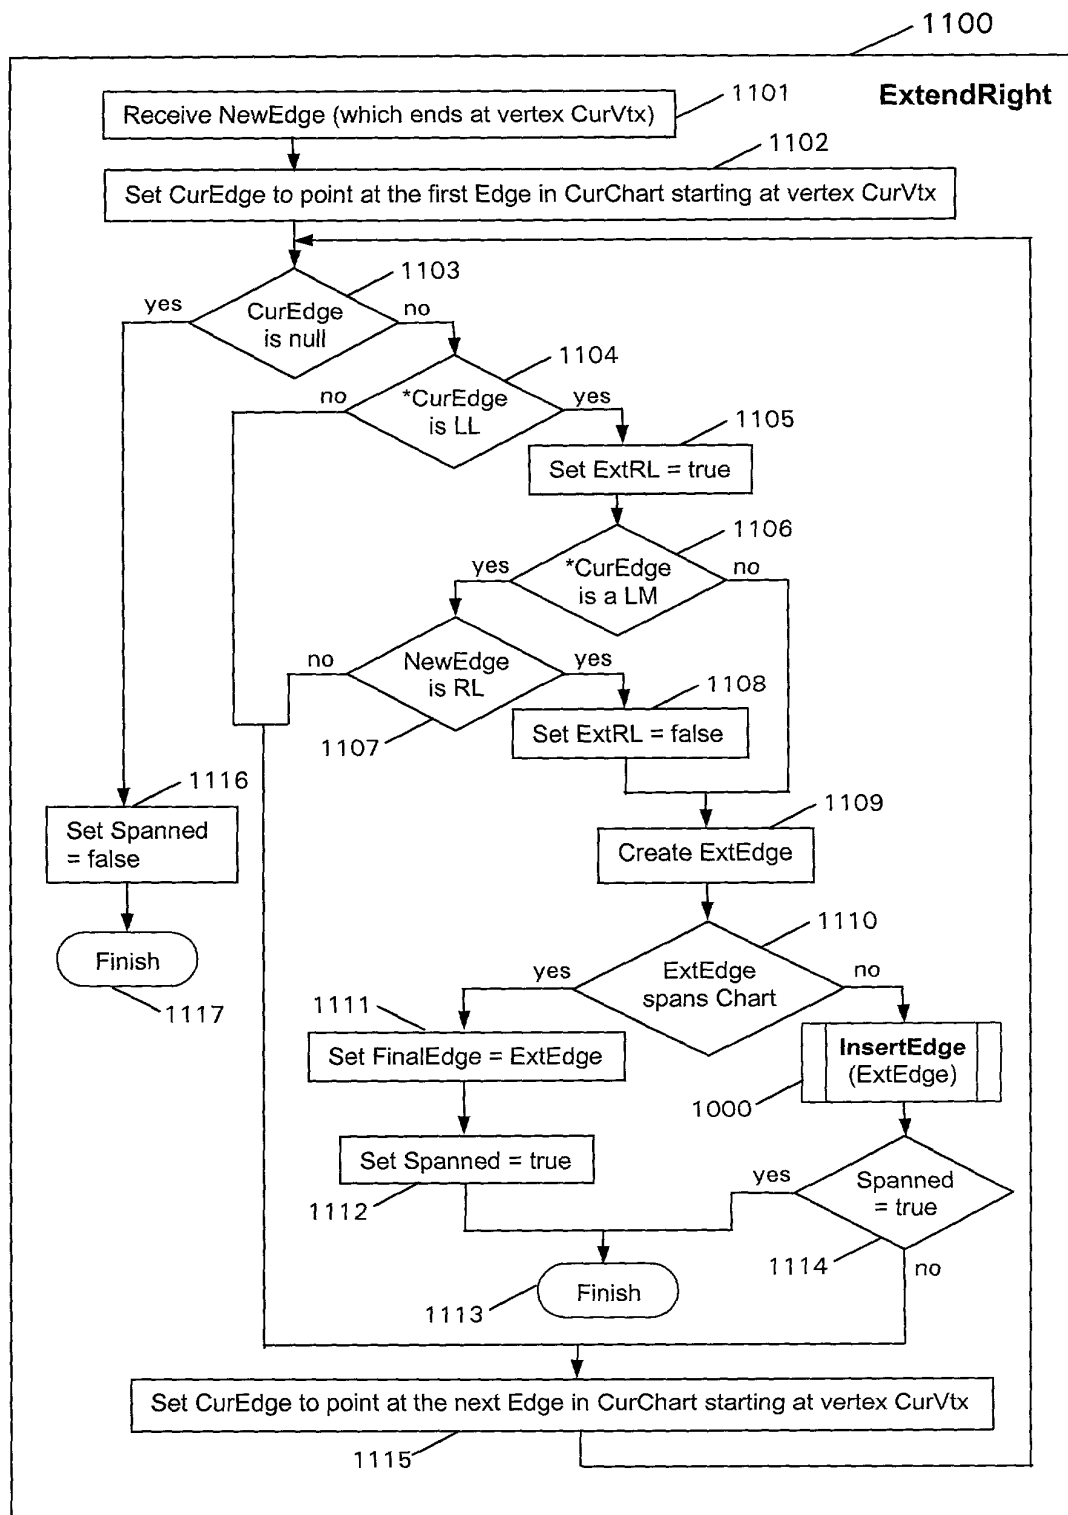 1100
ExtendRight
1101
Receive NewEdge (which ends at vertex CurVtx)
1102
Set CurEdge to point at the first Edge in CurChart starting at vertex CurVtx
1103
yes
CurEdge
is null
no
1104
no
*CurEdge
is LL
yes
1105
Set ExtRL = true
1106
yes
*CurEdge
is a LM
no
no
NewEdge
is RL
yes
1108
1107
Set ExtRL = false
1116
Set Spanned
= false
1109
Create ExtEdge
1110
Finish
1117
yes
ExtEdge
spans Chart
no
1111
Set FinalEdge = ExtEdge
InsertEdge
(ExtEdge)
1000
Set Spanned = true
1112
yes
Spanned
= true
1114
no
Finish
1113
Set CurEdge to point at the next Edge in CurChart starting at vertex CurVtx
1115